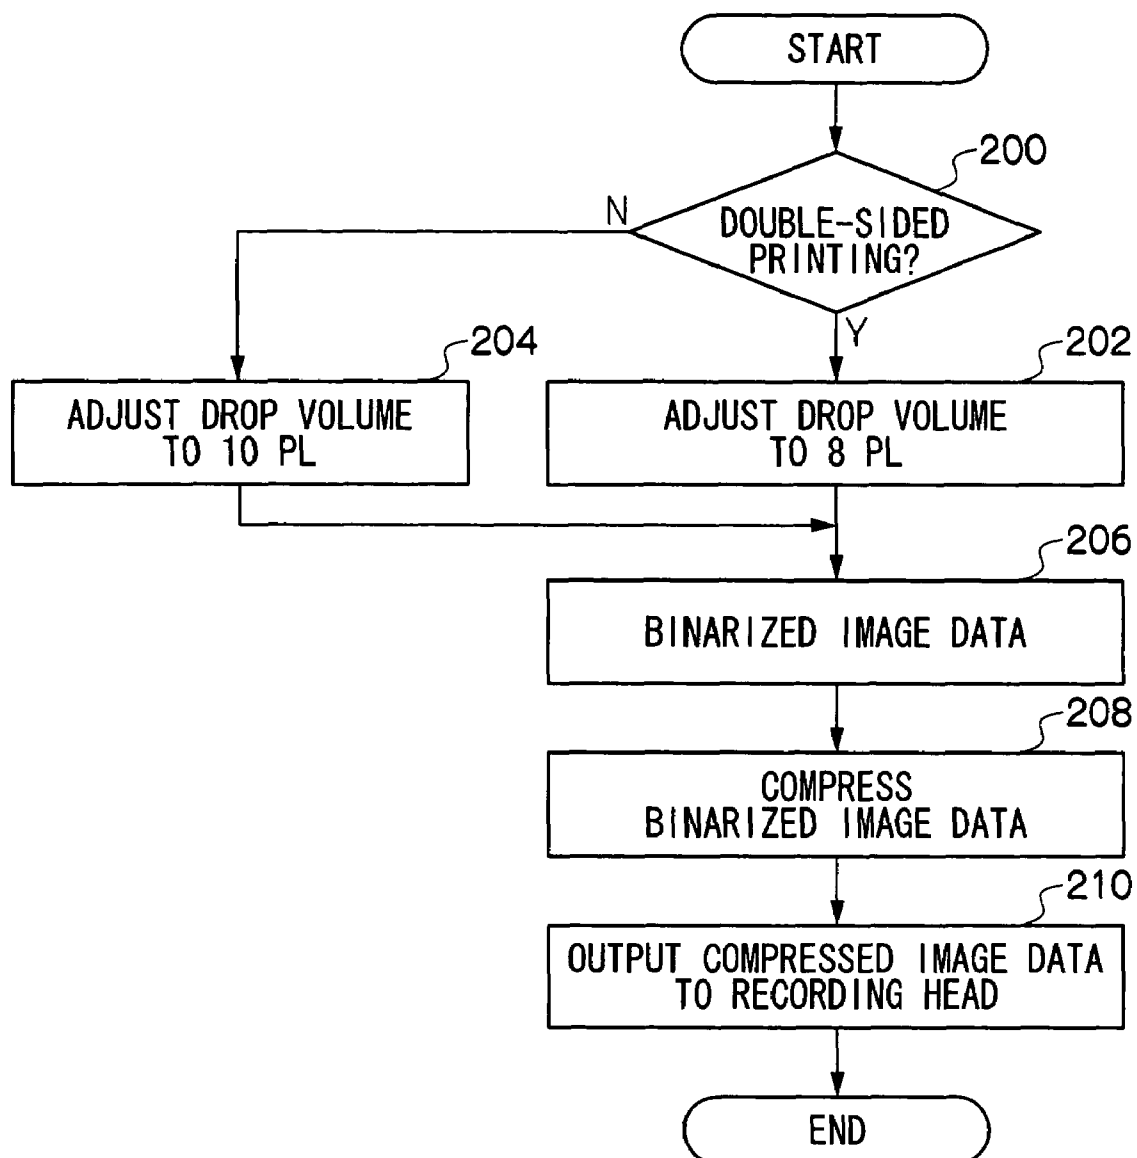 START
200
N
DOUBLE-SIDED
PRINTING?
Y
204
202
ADJUST DROP VOLUME
TO 10 PL
ADJUST DROP VOLUME
TO 8 PL
206
BINARIZED IMAGE DATA
208
COMPRESS
BINARIZED IMAGE DATA
210
OUTPUT COMPRESSED IMAGE DATA
TO RECORDING HEAD
END